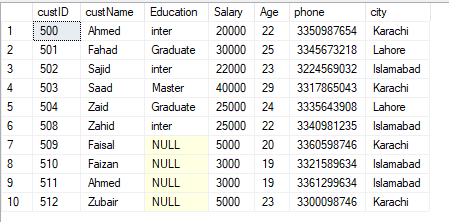 custID custName Education Salary Age phone city
1 500 Ahmed inter 20000 22 3350987654 Karachi
2 501 Fahad Graduate 30000 25 3345673218 Lahore
3 502 Sajid inter 22000 23 3224569032 Islamabad
4 503 Saad Master 40000 29 3317865043 Karachi
5 504 Zaid Graduate 25000 24 3335643908 Lahore
6 508 Zahid inter 25000 22 3340981235 Islamabad
7 509 Faisal NULL 5000 20 3360598746 Karachi
8 510 Faizan NULL 3000 19 3321589634 Islamabad
9 511 Ahmed NULL 3000 19 3361299634 Islamabad
10 512 Zubair NULL 5000 23 3300098746 Karachi